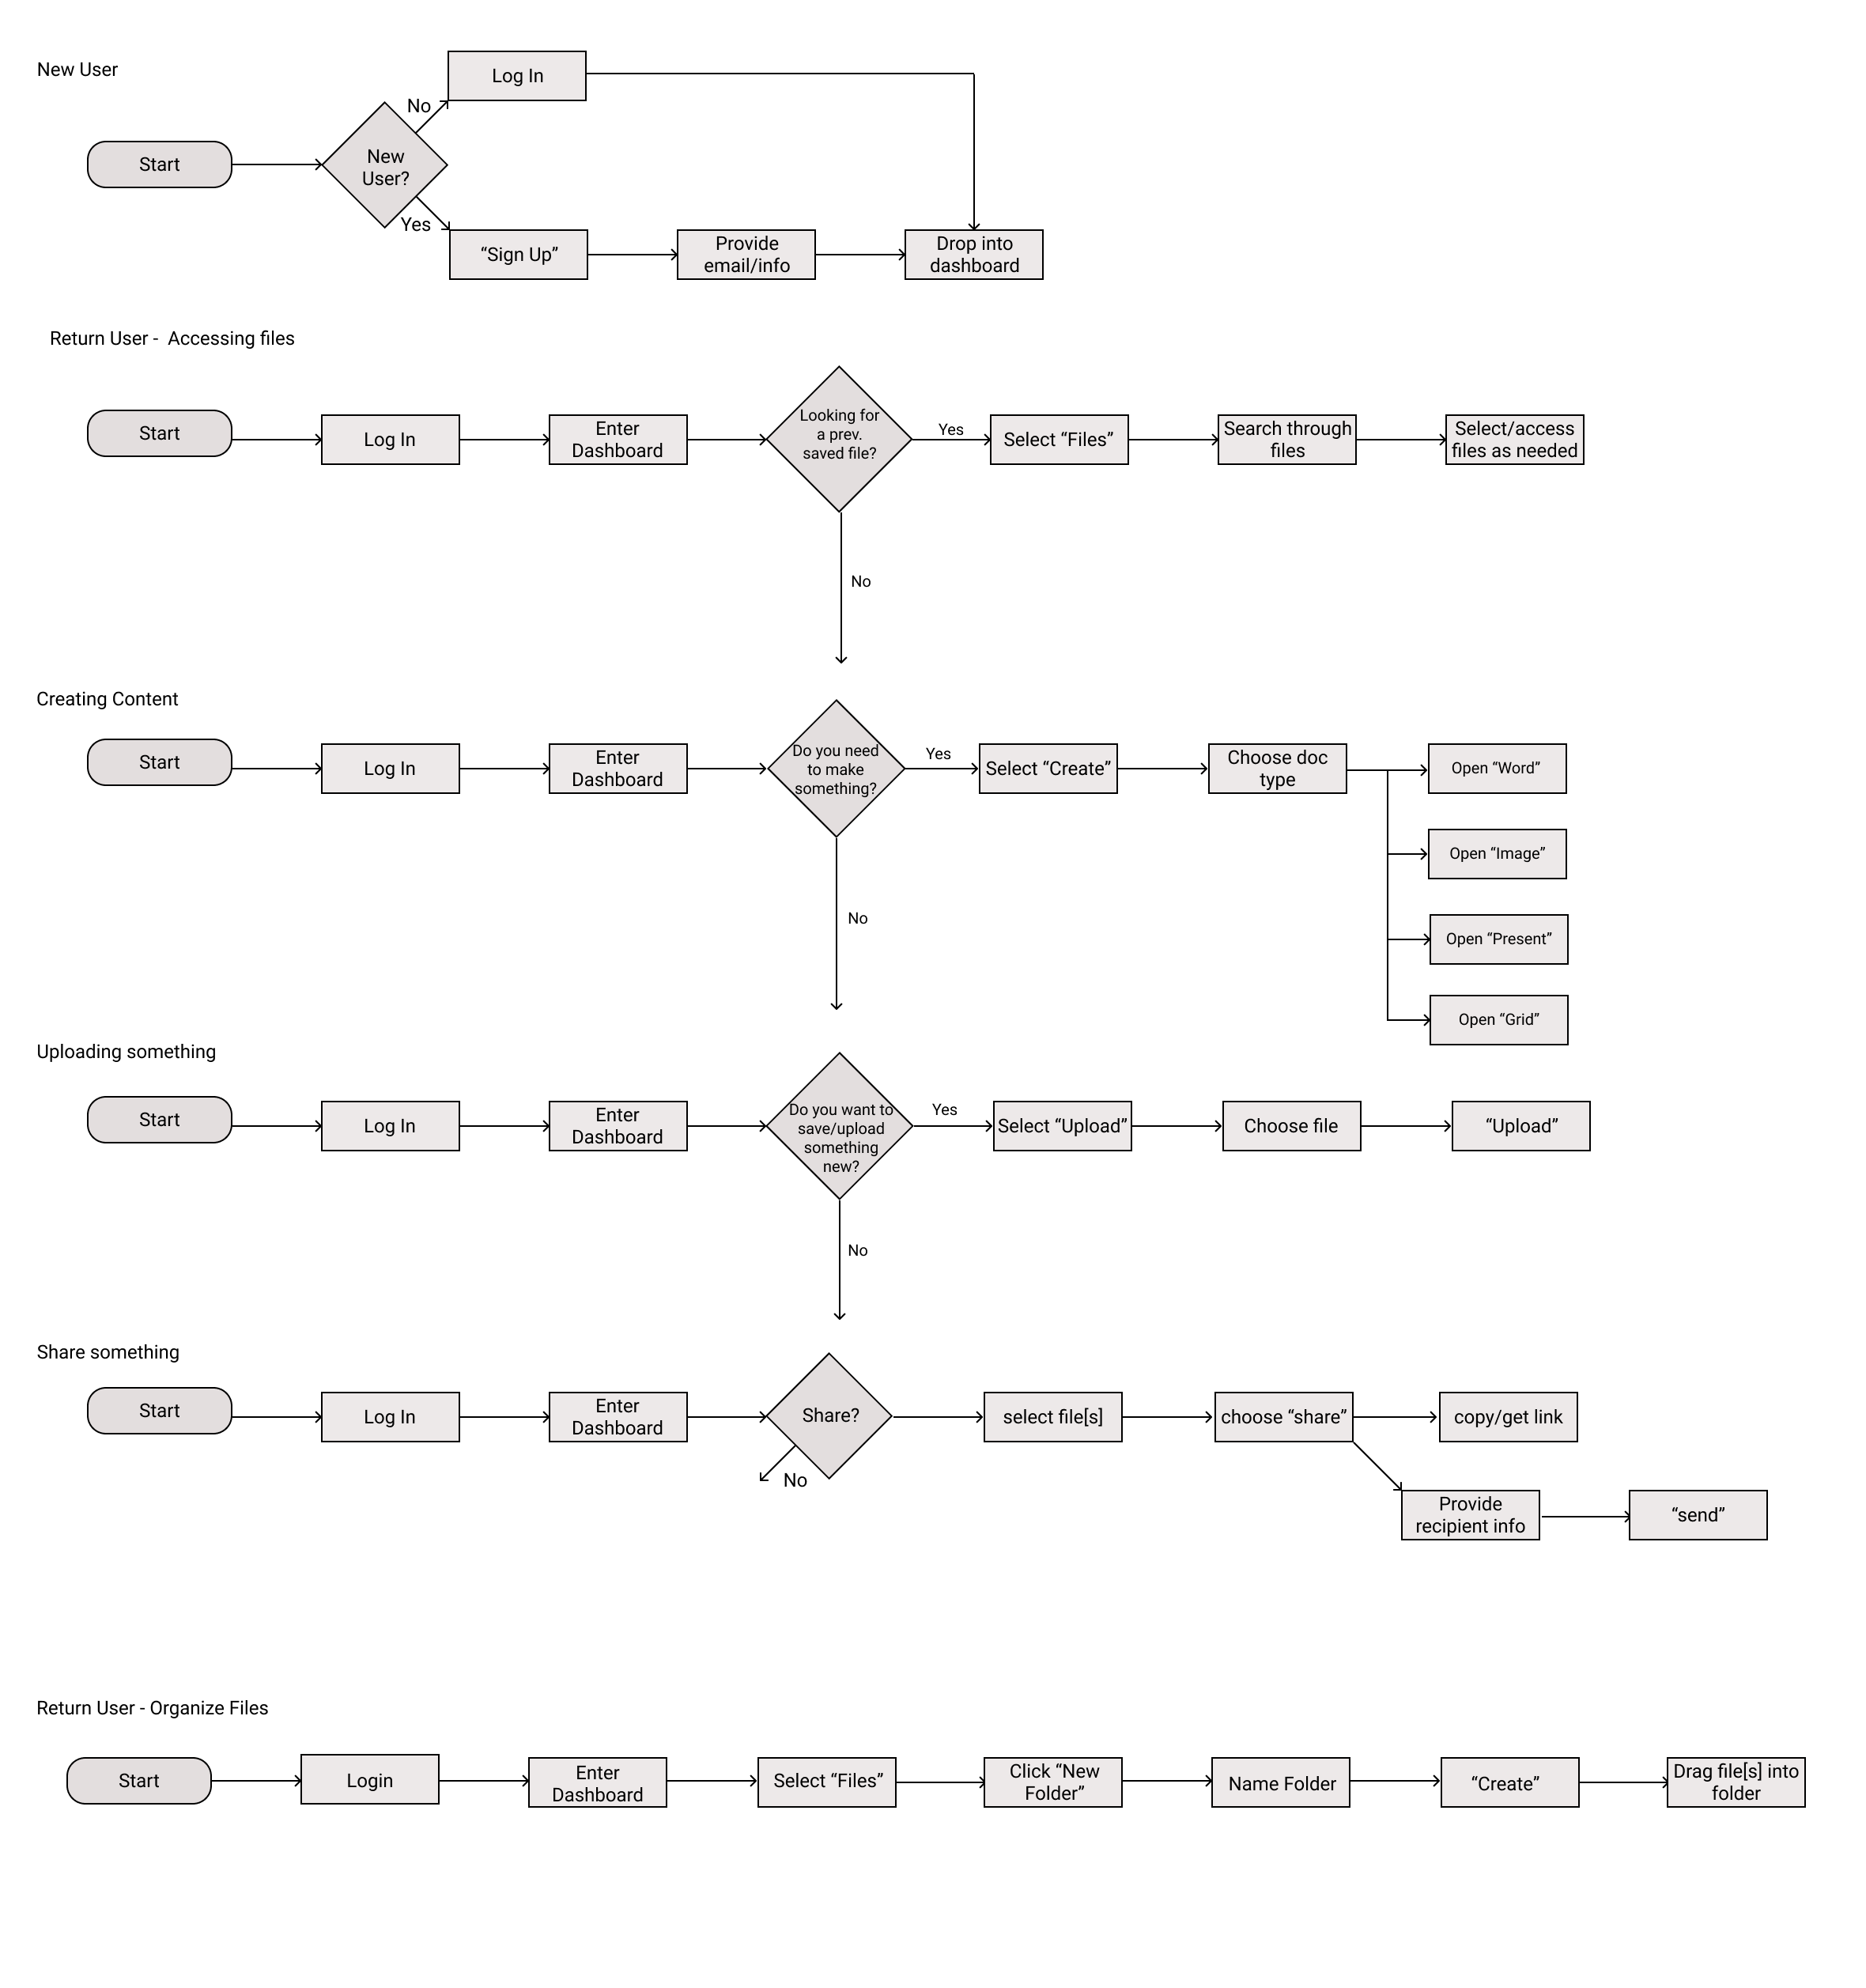 New User
Log In
No
Start
New
User?
Yes
“Sign Up”
Provide
email/info
Drop into
dashboard
Return User -  Accessing files
Start
Log In
Enter
Dashboard
Looking for
a prev.
saved file?
Yes
Select “Files”
Search through
files
Select/access
files as needed
No
Creating Content
Start
Log In
Enter
Dashboard
Do you need
to make
something?
Yes
Select “Create”
Choose doc
type
Open “Word”
Open “Image”
No
Open “Present”
Open “Grid”
Uploading something
Start
Log In
Enter
Dashboard
Do you want to
save/upload
something
new?
Yes
Select “Upload”
Choose file
“Upload”
No
Share something
Start
Log In
Enter
Dashboard
Share?
No
select file[s]
choose “share”
copy/get link
Provide
recipient info
“send”
Return User - Organize Files
Start
Login
Enter
Dashboard
Select “Files”
Click “New
Folder”
Name Folder
“Create”
Drag file[s] into
folder